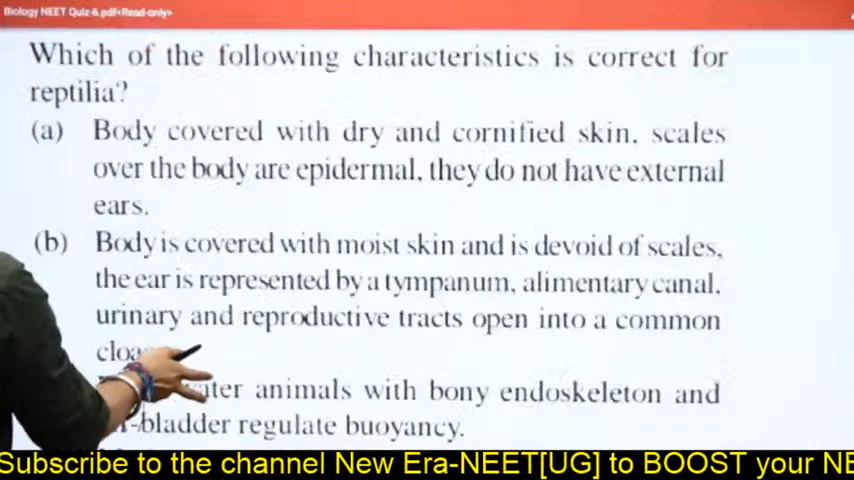 Biology NEET Quiz-6.pdf<Read-only>
Which of the following characteristics is correct for
reptilia?
(a) Body covered with dry and cornified skin, scales
over the body are epidermal, they do not have external
ears.
(b) Body is covered with moist skin and is devoid of scales,
the ear is represented by a tympanum, alimentary canal,
urinary and reproductive tracts open into a common
animals with bony endoskeleton and
-bladder regulate buoyancy.
Subscribe to the channel New Era-NEET[UG] to BOOST your NE